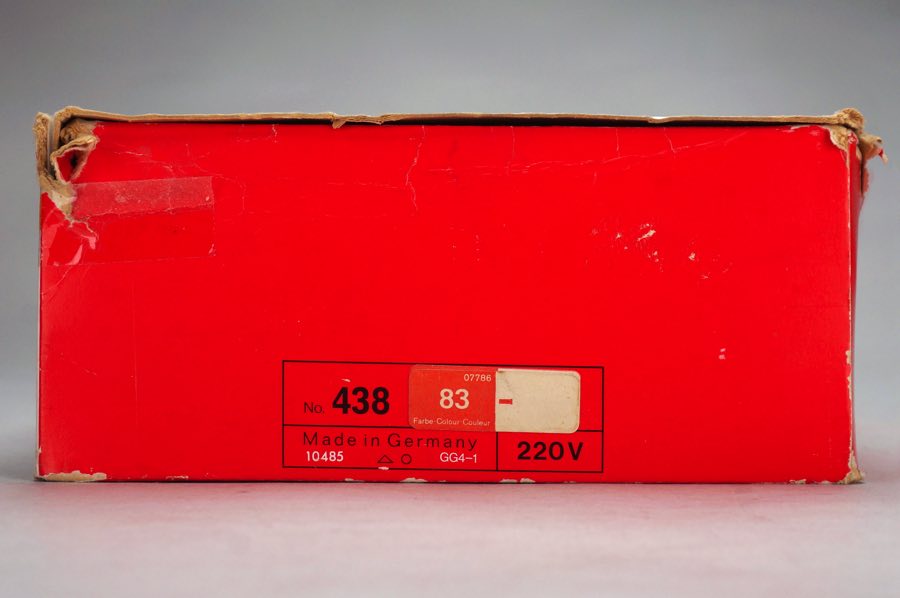 07786
No. 438
83
Farbe Colour Couleur
Made in Germany
10485
GG4-1
220V